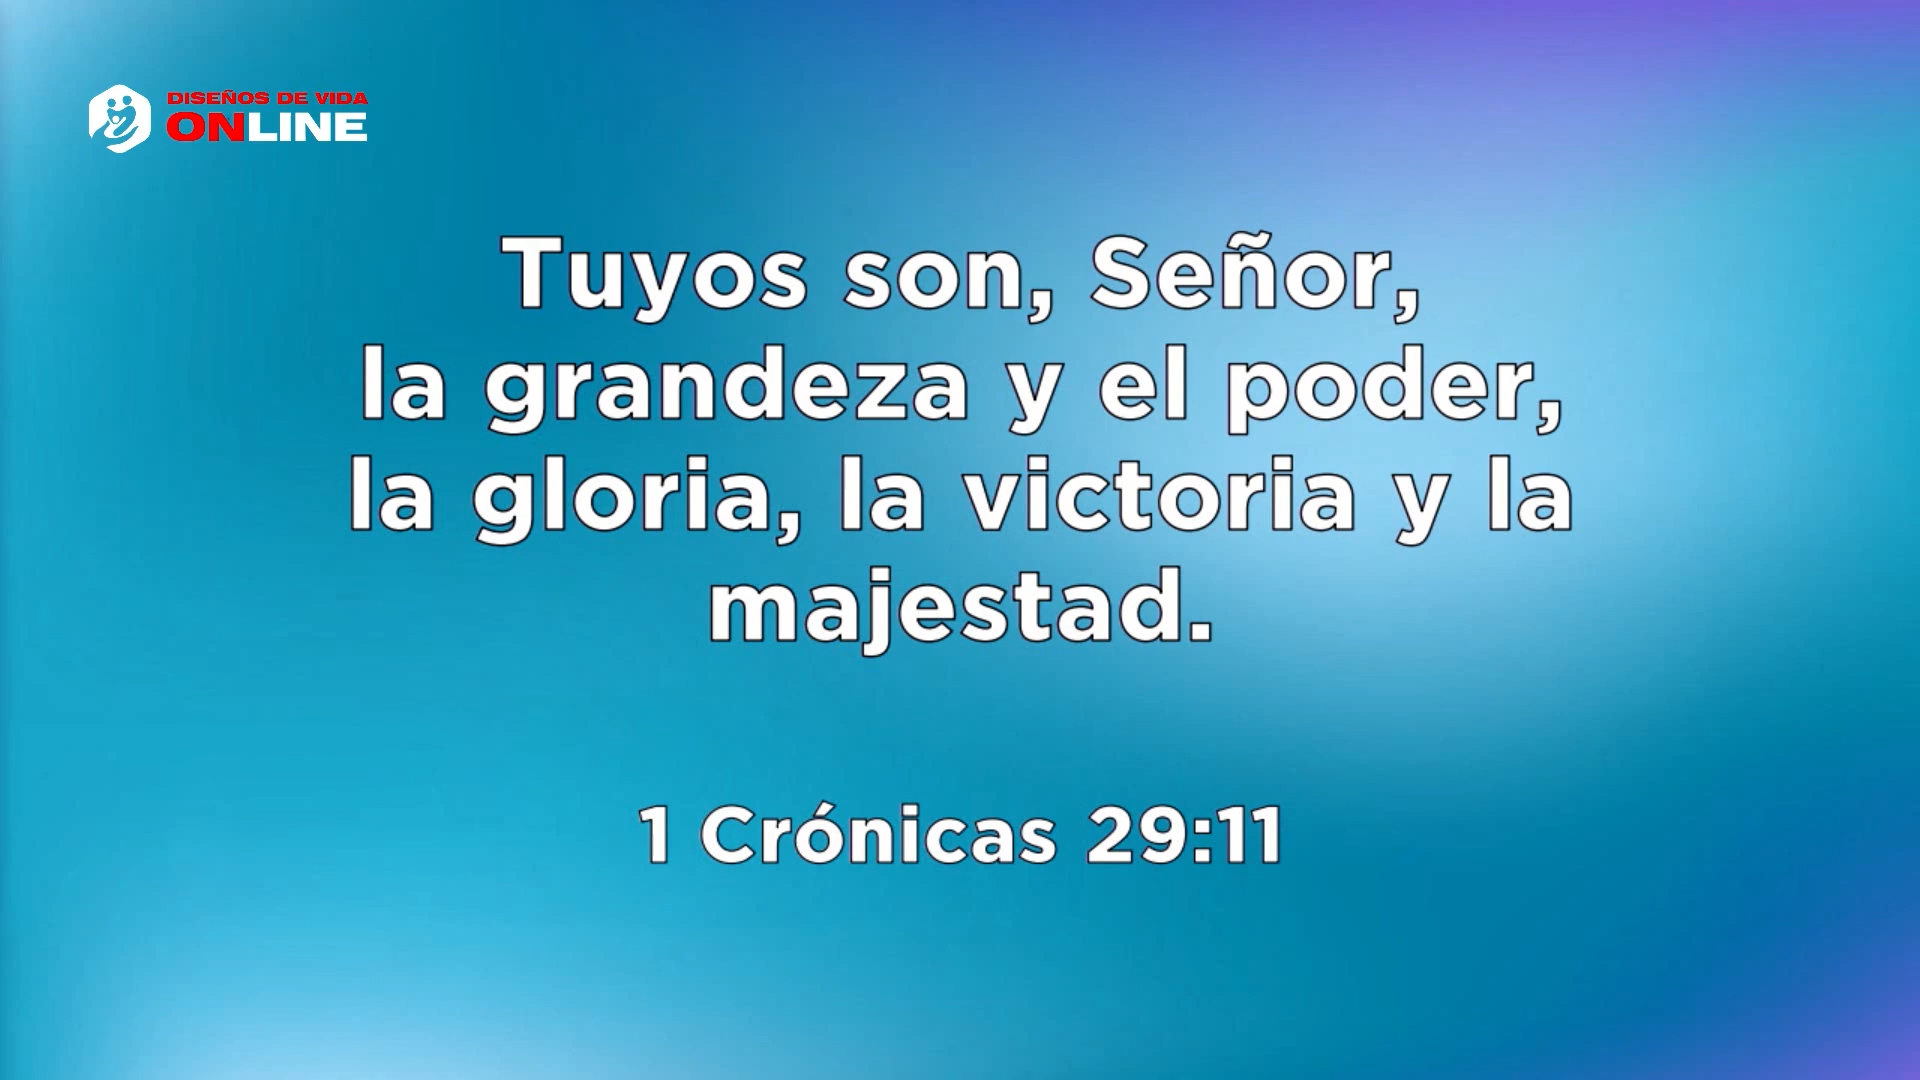 DISEÑOS DE VIDA
ONLINE
Tuyos son, Señor,
la grandeza y el poder,
la gloria, la victoria y la
majestad.
1 Crónicas 29:11